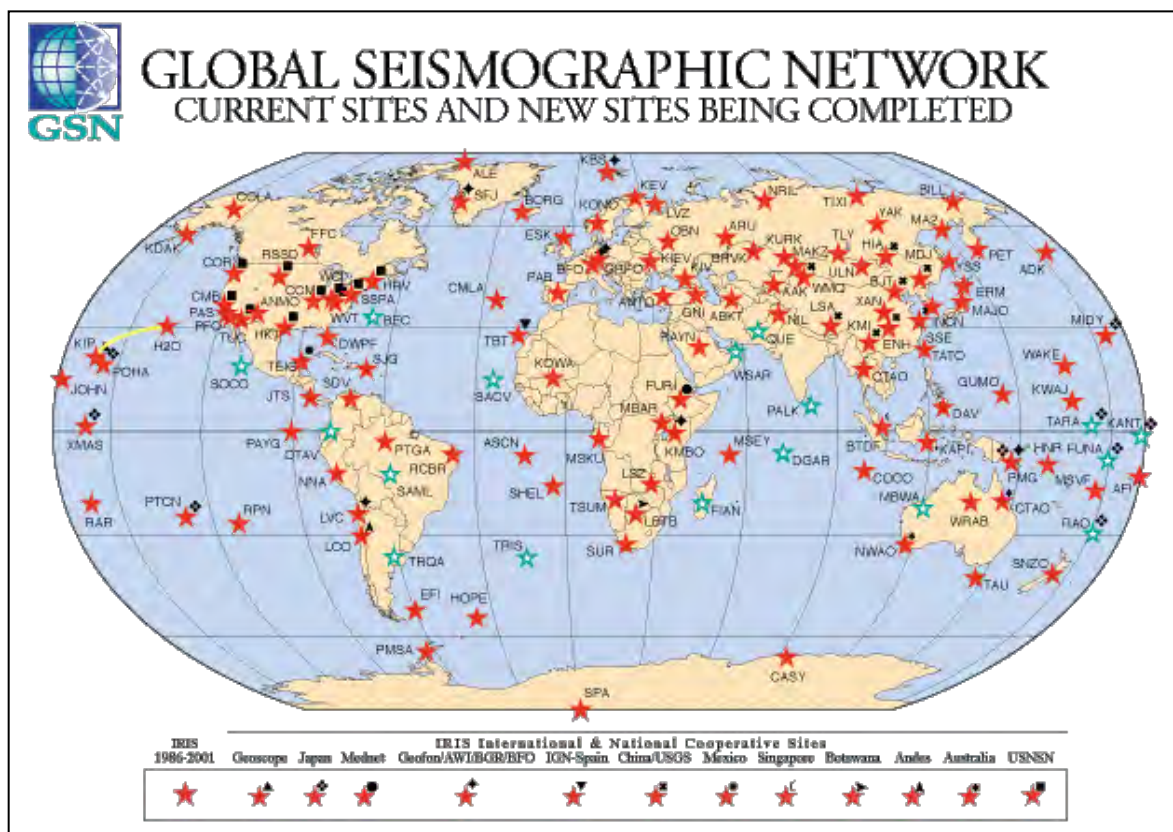 GSN
GLOBAL SEISMOGRAPHIC NETWORK
CURRENT SITES AND NEW SITES BEING COMPLETED
KBS
ALE
SFJ
KEV
NRIL
TIXI
BILL
COLA
BORG
KONO
LVZ
YAK
MA2
KDAK
FFC
ESK
OBN
ARU
KURK
MAKZ
TLY
HIA
MDJ
PET
ADK
COR
RSSD
PAB
BFO
GRFO
KIEV
KIV
BRVK
ULN
BJT
YSS
CMB
ANMO
CCM
HRV
SSPA
CMLA
ANTO
GNI
ABKT
AAK
WMQ
LSA
XAN
ERM
MAJO
PAS
PFO
TUC
HKT
WVT
BEC
NIL
KMI
INCN
SSE
MIDY
KIP
H2O
DWPF
TBT
RAYN
QUE
ENH
TATO
POHA
TEIG
SJG
KOWA
WSAR
WAKE
JOHN
SOCO
SDV
SACV
FURI
CTAO
GUMO
KWAJ
JTS
MBAR
PALK
DAV
TARA
KANT
XMAS
PAYG
OTAV
PTGA
ASCN
MSKU
KMBO
MSEY
DGAR
BTDF
KAPI
HNR
FUNA
RCBR
NNA
SAML
SHEL
LSZ
COCO
PMG
MSVF
AFI
RAR
PTCN
RPN
LVC
TSUM
LBTB
FIAN
MBWA
WRAB
CTAO
RAO
LCO
TRQA
TRIS
SUR
NWAO
TAU
SNZO
EFI
HOPE
PMSA
CASY
SPA
IRIS International & National Cooperative Sites
IRIS
1986-2001 Geoscope Japan Mednet Geofon/AWI/BGR/BFO IGN-Spain China/USGS Mexico Singapore Botswana Andes Australia USNSN